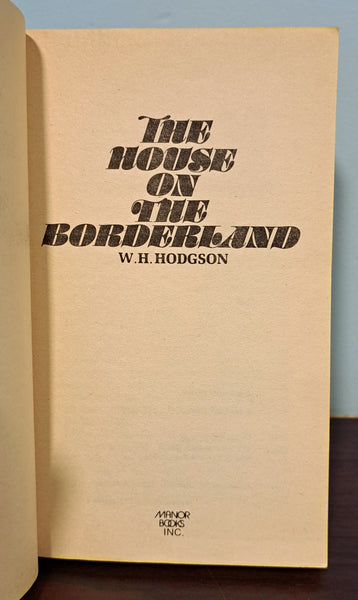 THE
HOUSE
ON
THE
BORDERLAND
W.H. HODGSON
MANOR
BOOKS
INC.